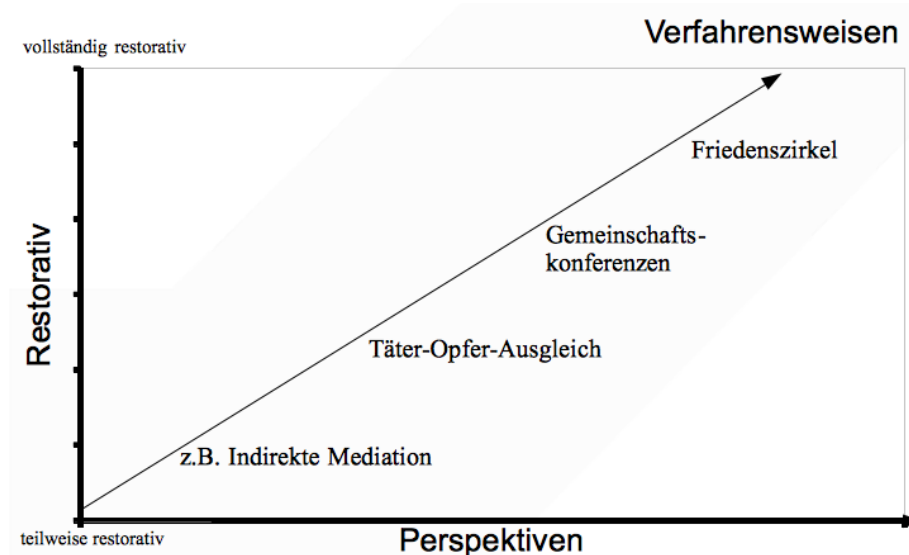 Verfahrensweisen
vollständig restorativ
Friedenszirkel
Gemeinschafts-
konferenzen
Restorativ
Täter-Opfer-Ausgleich
z.B. Indirekte Mediation
teilweise restorativ
Perspektiven